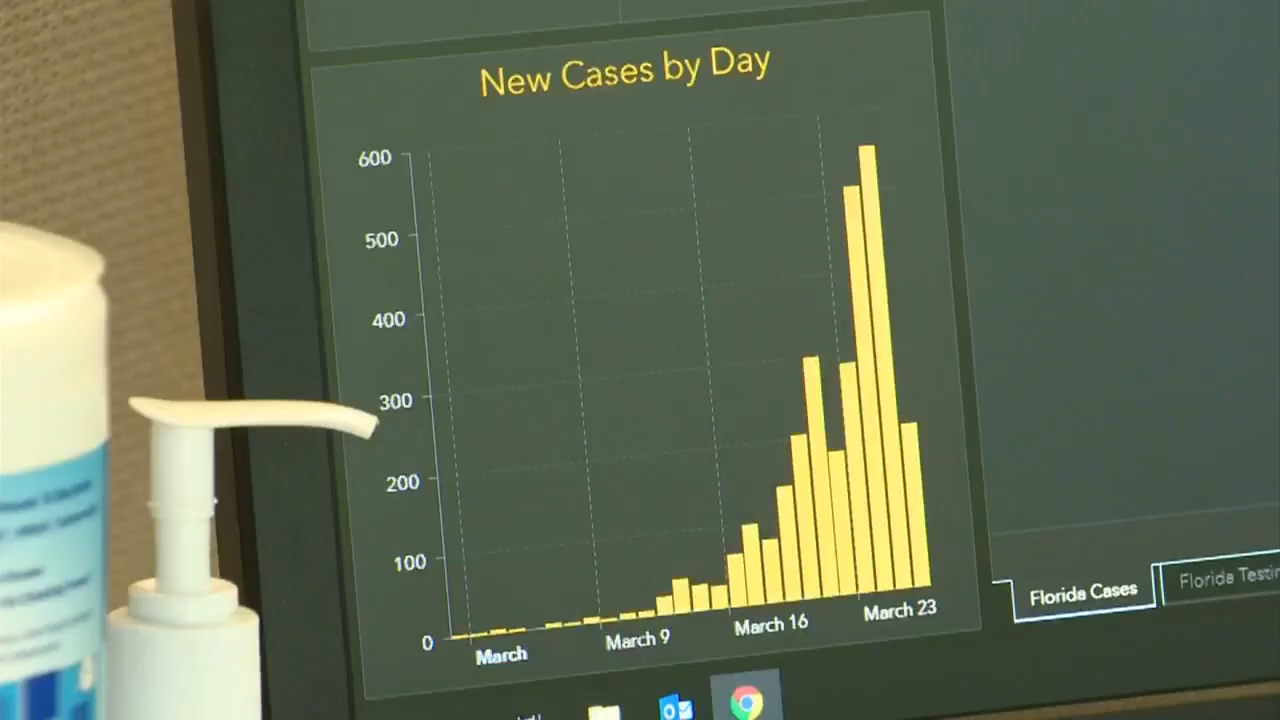 New Cases by Day
600
500
400
300
200
100
0
March
March 9
March 16
March 23
Florida Cases
Florida